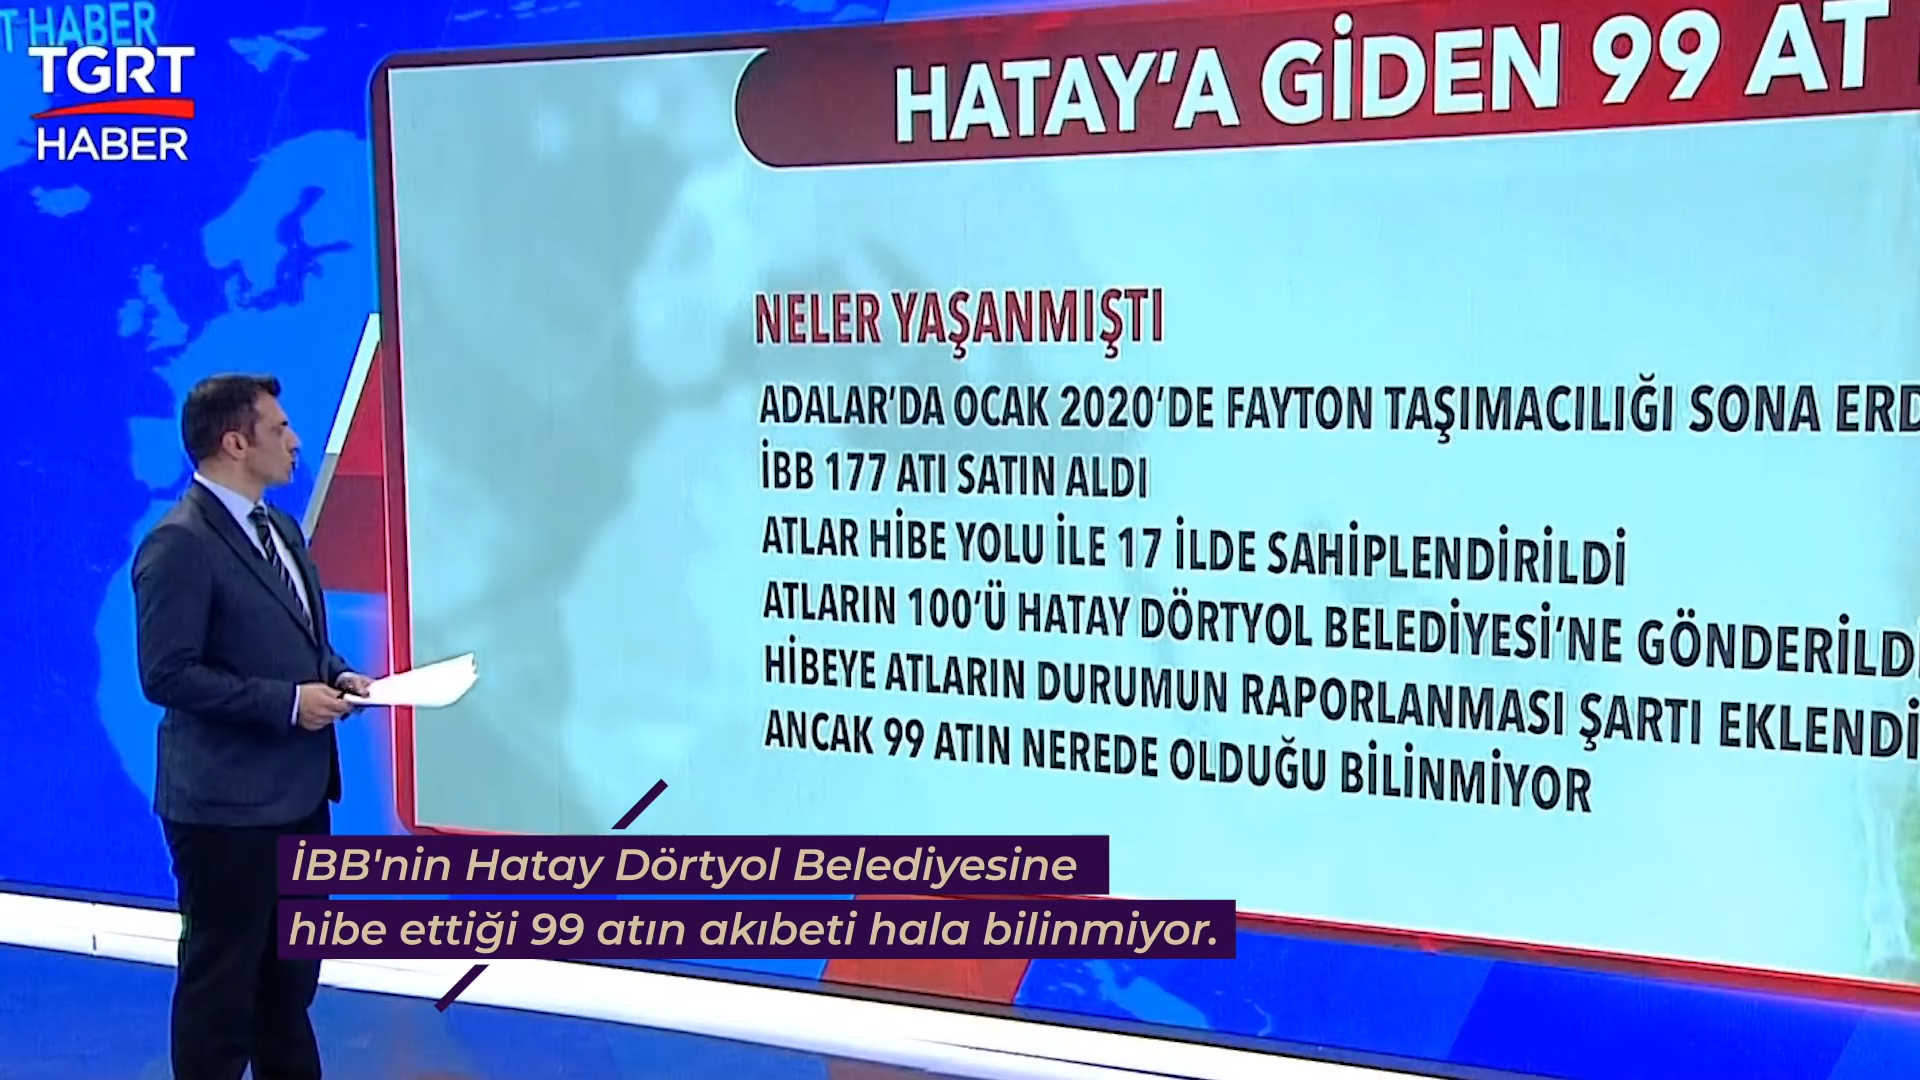 T HABER
TGRT
HABER
HATAY'A GİDEN 99 AT
NELER YAŞANMIŞTI
ADALAR'DA OCAK 2020'DE FAYTON TAŞIMACILIĞI SONA ERD
İBB 177 ATI SATIN ALDI
ATLAR HİBE YOLU İLE 17 İLDE SAHİPLENDİRİLDİ
ATLARIN 100'Ü HATAY DÖRTYOL BELEDİYESİ'NE GÖNDERİLDİ
HİBEYE ATLARIN DURUMUN RAPORLANMASI ŞARTI EKLENDİ
ANCAK 99 ATIN NEREDE OLDUĞU BİLİNMİYOR
İBB'nin Hatay Dörtyol Belediyesine
hibe ettiği 99 atın akıbeti hala bilinmiyor.